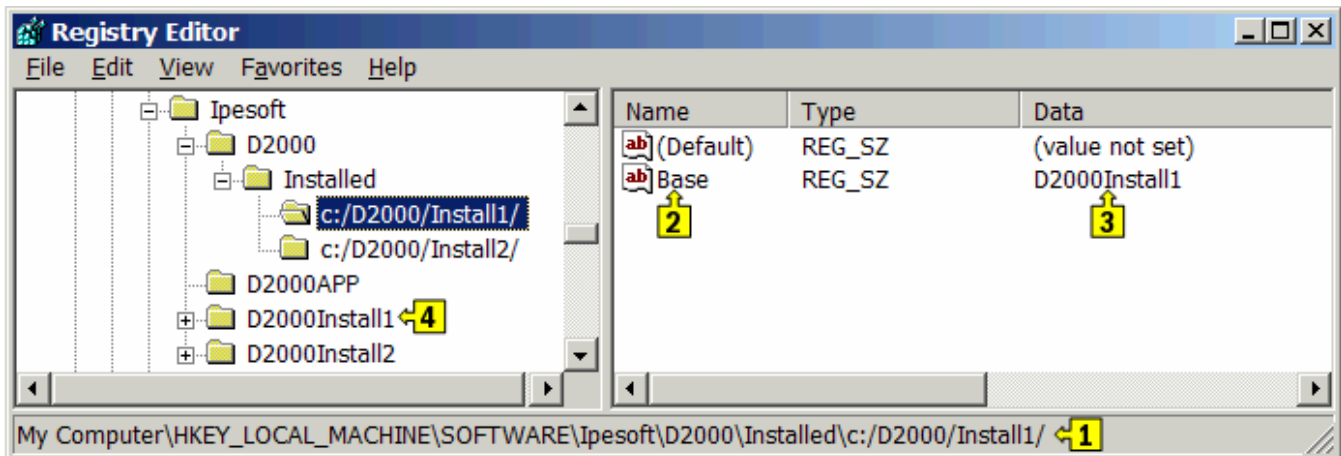 Registry Editor
File Edit View Favorites Help
Ipesoft
D2000
Installed
c:/D2000/Install1/
c:/D2000/Install2/
D2000APP
D2000Install1 4
D2000Install2
Name Type Data
ab (Default) REG_SZ (value not set)
ab Base REG_SZ D2000Install1
2 3
My Computer\HKEY_LOCAL_MACHINE\SOFTWARE\Ipesoft\D2000\Installed\c:/D2000/Install1/ 1